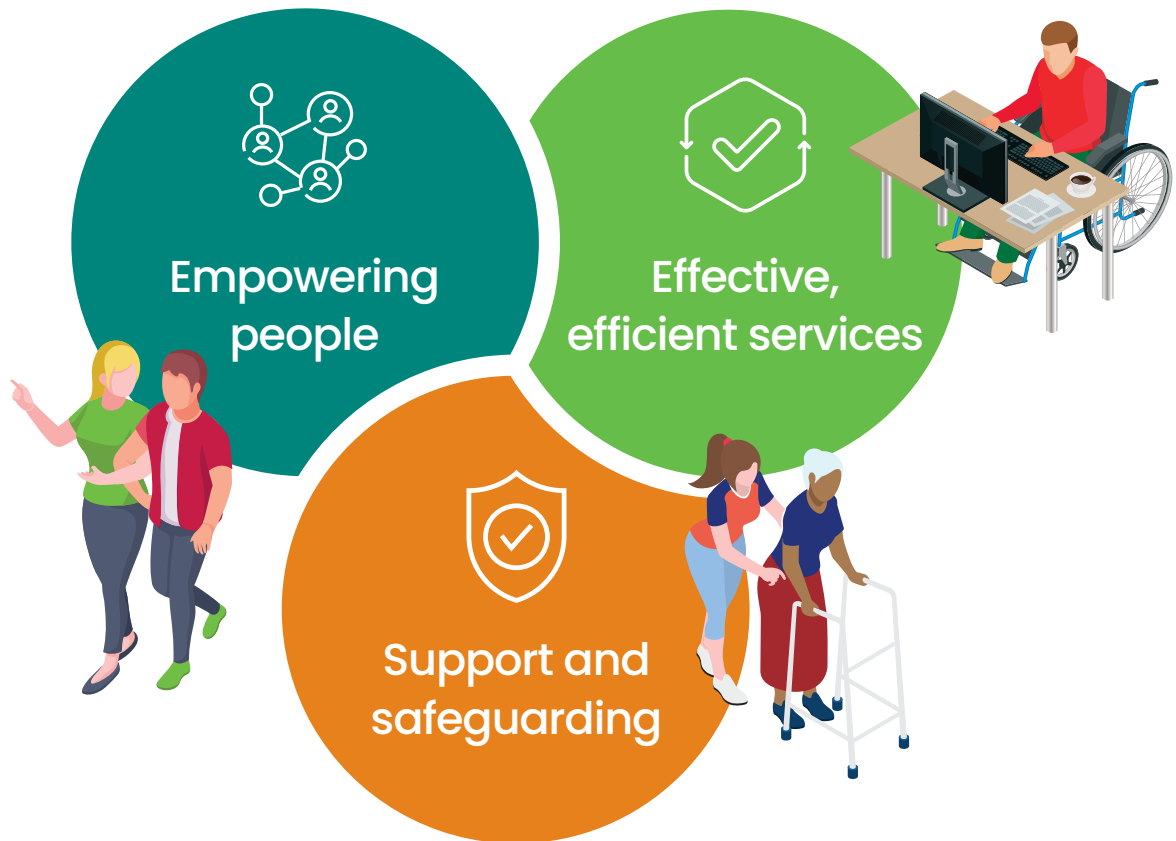 Empowering
people
Effective,
efficient services
Support and
safeguarding